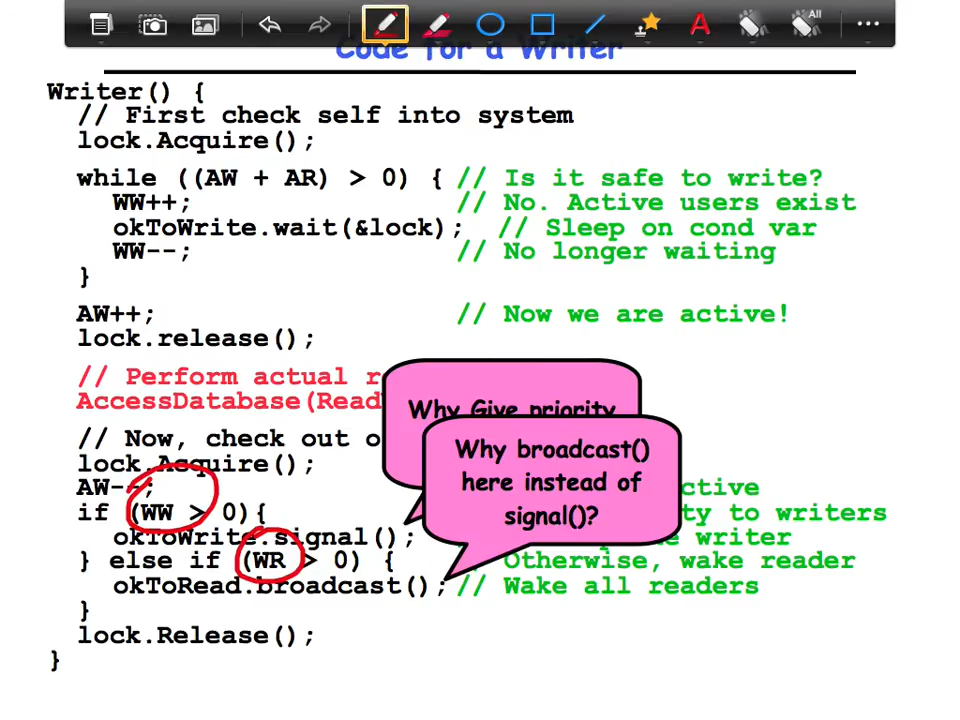 All
A
Code for a Writer
Writer() {
// First check self into system
lock.Acquire();
while ((AW + AR) > 0) { // Is it safe to write?
WW++; // No. Active users exist
okToWrite.wait(&lock); // Sleep on cond var
WW--; // No longer waiting
}
AW++; // Now we are active!
lock.release();
// Perform actual
AccessDatabase(Read
Why Give priority
// Now, check out
lock.Acquire();
Why broadcast()
here instead of
signal()?
AW--;
if (WW > 0){ to writers
okToWrite.signal(); writer
} else if (WR > 0) { Otherwise, wake reader
okToRead.broadcast(); // Wake all readers
}
lock.Release();
}